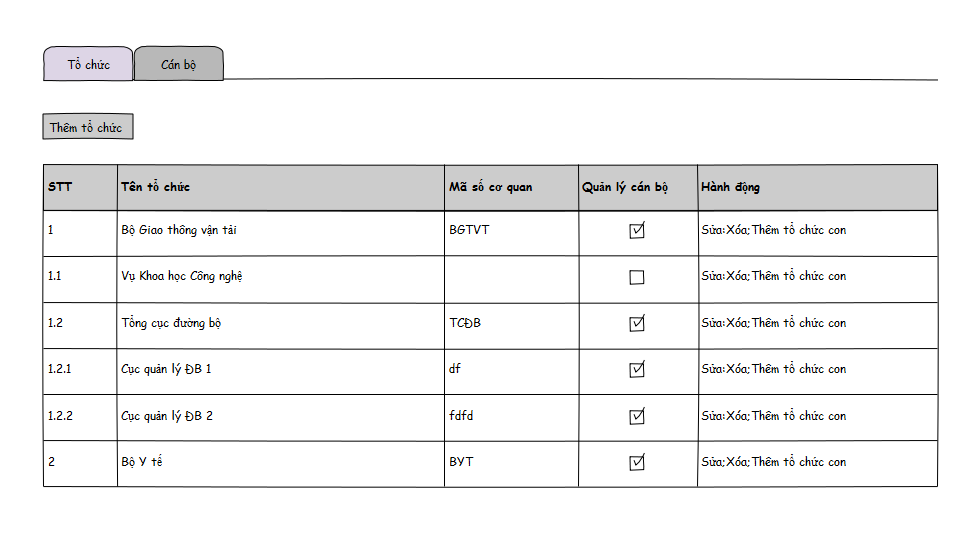 Tổ chức Cán bộ
Thêm tổ chức
STT Tên tổ chức Mã số cơ quan Quản lý cán bộ Hành động
1 Bộ Giao thông vận tải BGTVT Sửa;Xóa;Thêm tổ chức con
1.1 Vụ Khoa học Công nghệ Sửa;Xóa;Thêm tổ chức con
1.2 Tổng cục đường bộ TCĐB Sửa;Xóa;Thêm tổ chức con
1.2.1 Cục quản lý ĐB 1 df Sửa;Xóa;Thêm tổ chức con
1.2.2 Cục quản lý ĐB 2 fdfd Sửa;Xóa;Thêm tổ chức con
2 Bộ Y tế BYT Sửa;Xóa;Thêm tổ chức con